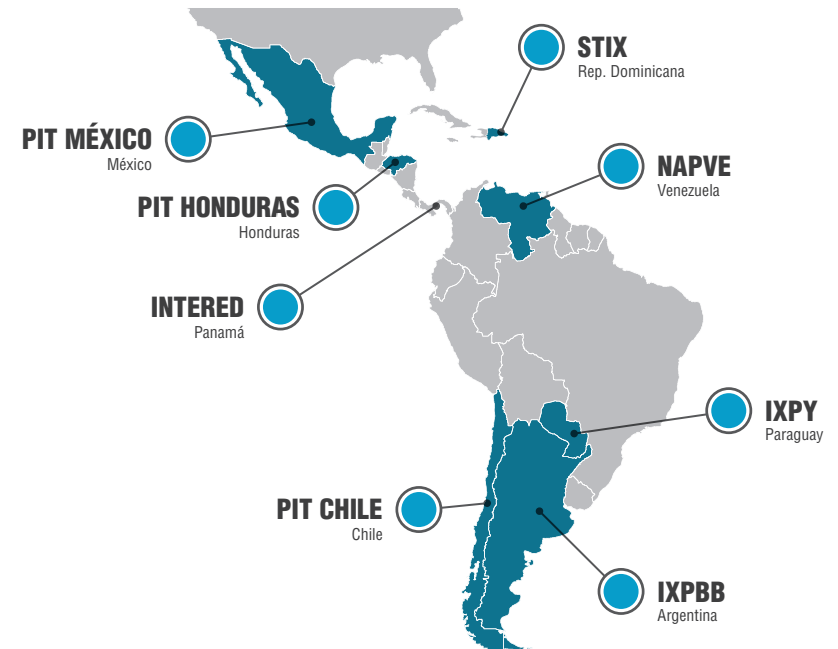 STIX
Rep. Dominicana
PIT MÉXICO
México
NAPVE
Venezuela
PIT HONDURAS
Honduras
INTERED
Panamá
IXPY
Paraguay
PIT CHILE
Chile
IXPBB
Argentina